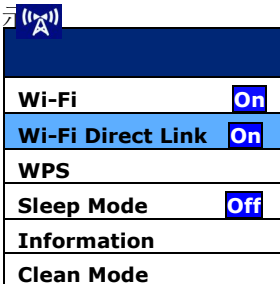 Wi-Fi On
Wi-Fi Direct Link On
WPS
Sleep Mode Off
Information
Clean Mode